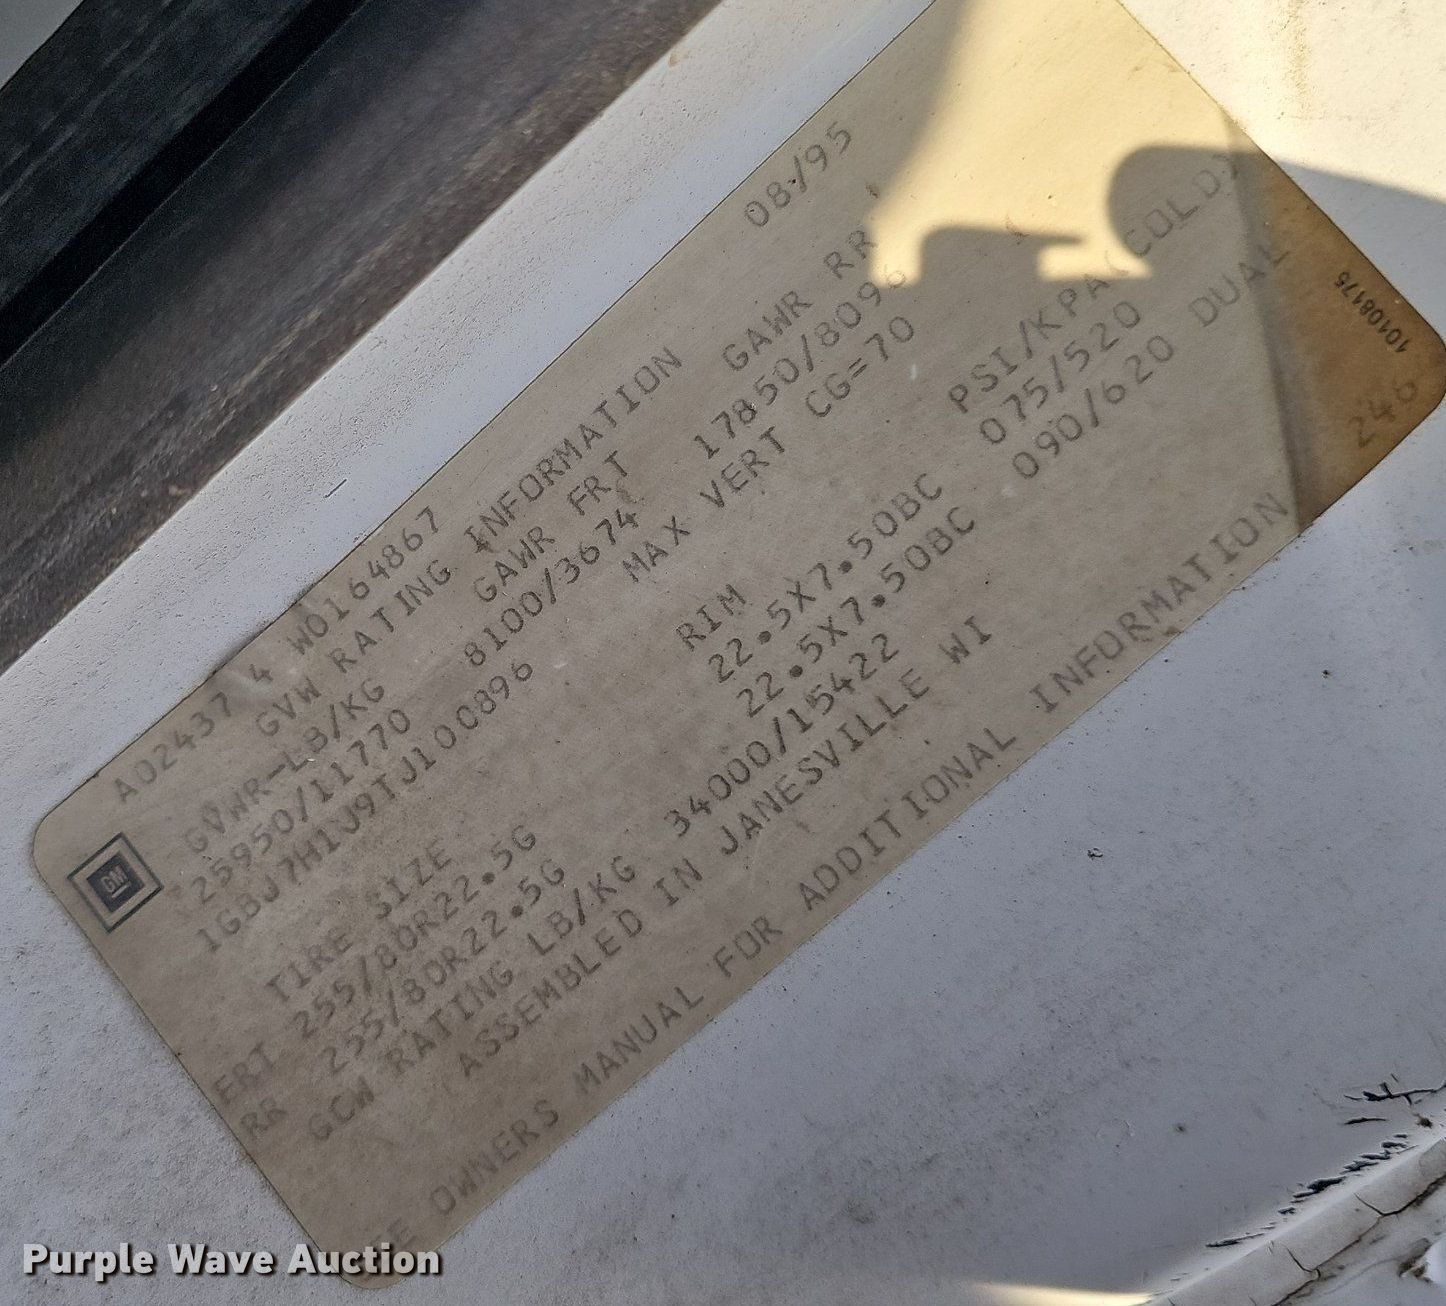 A02437 4 W0164867 08/95
GVW RATING INFORMATION
GVWR-LB/KG GAWR FRT GAWR RR
25950/11770 8100/3674 17850/8096
1GBJ7H1J9TJ100896 MAX VERT CG=70
TIRE SIZE RIM PSI/KPA(COLD)
FRT 255/80R22.5G 22.5X7.50BC 075/520
RR 255/80R22.5G 22.5X7.50BC 090/620 DUAL
GCW RATING LB/KG 34000/15422
ASSEMBLED IN JANESVILLE WI
OWNERS MANUAL FOR ADDITIONAL INFORMATION
GM
10108175
246
Purple Wave Auction